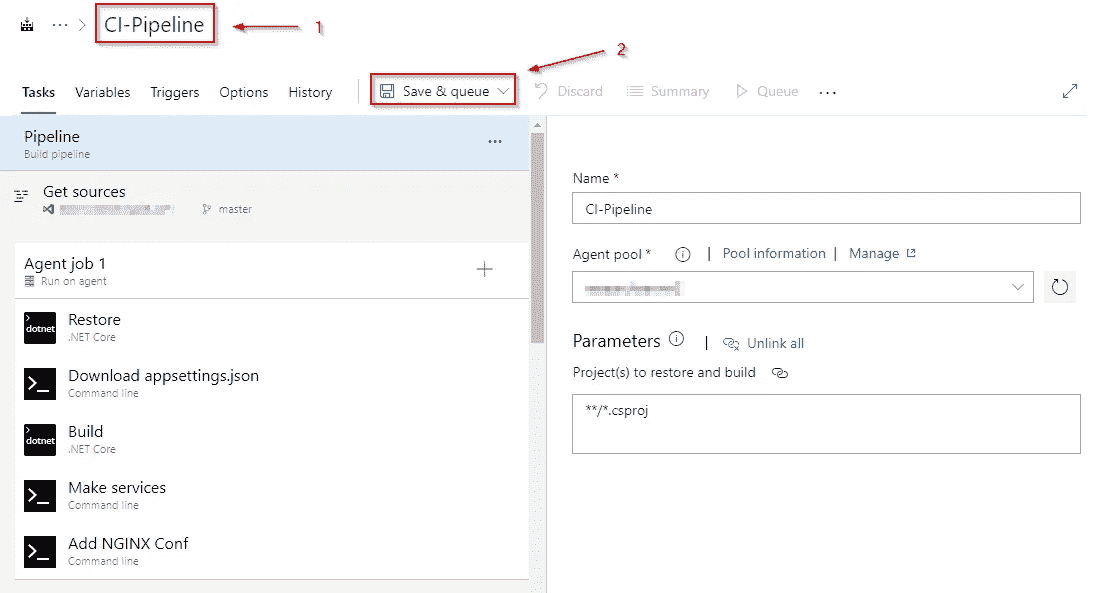 CI-Pipeline
1
2
Tasks Variables Triggers Options History Save & queue Discard Summary Queue ...
Pipeline
Build pipeline
Get sources
master
Agent job 1
Run on agent
dotnet Restore
.NET Core
Download appsettings.json
Command line
dotnet Build
.NET Core
Make services
Command line
Add NGINX Conf
Command line
Name *
CI-Pipeline
Agent pool * | Pool information | Manage
Parameters | Unlink all
Project(s) to restore and build
**/*.csproj